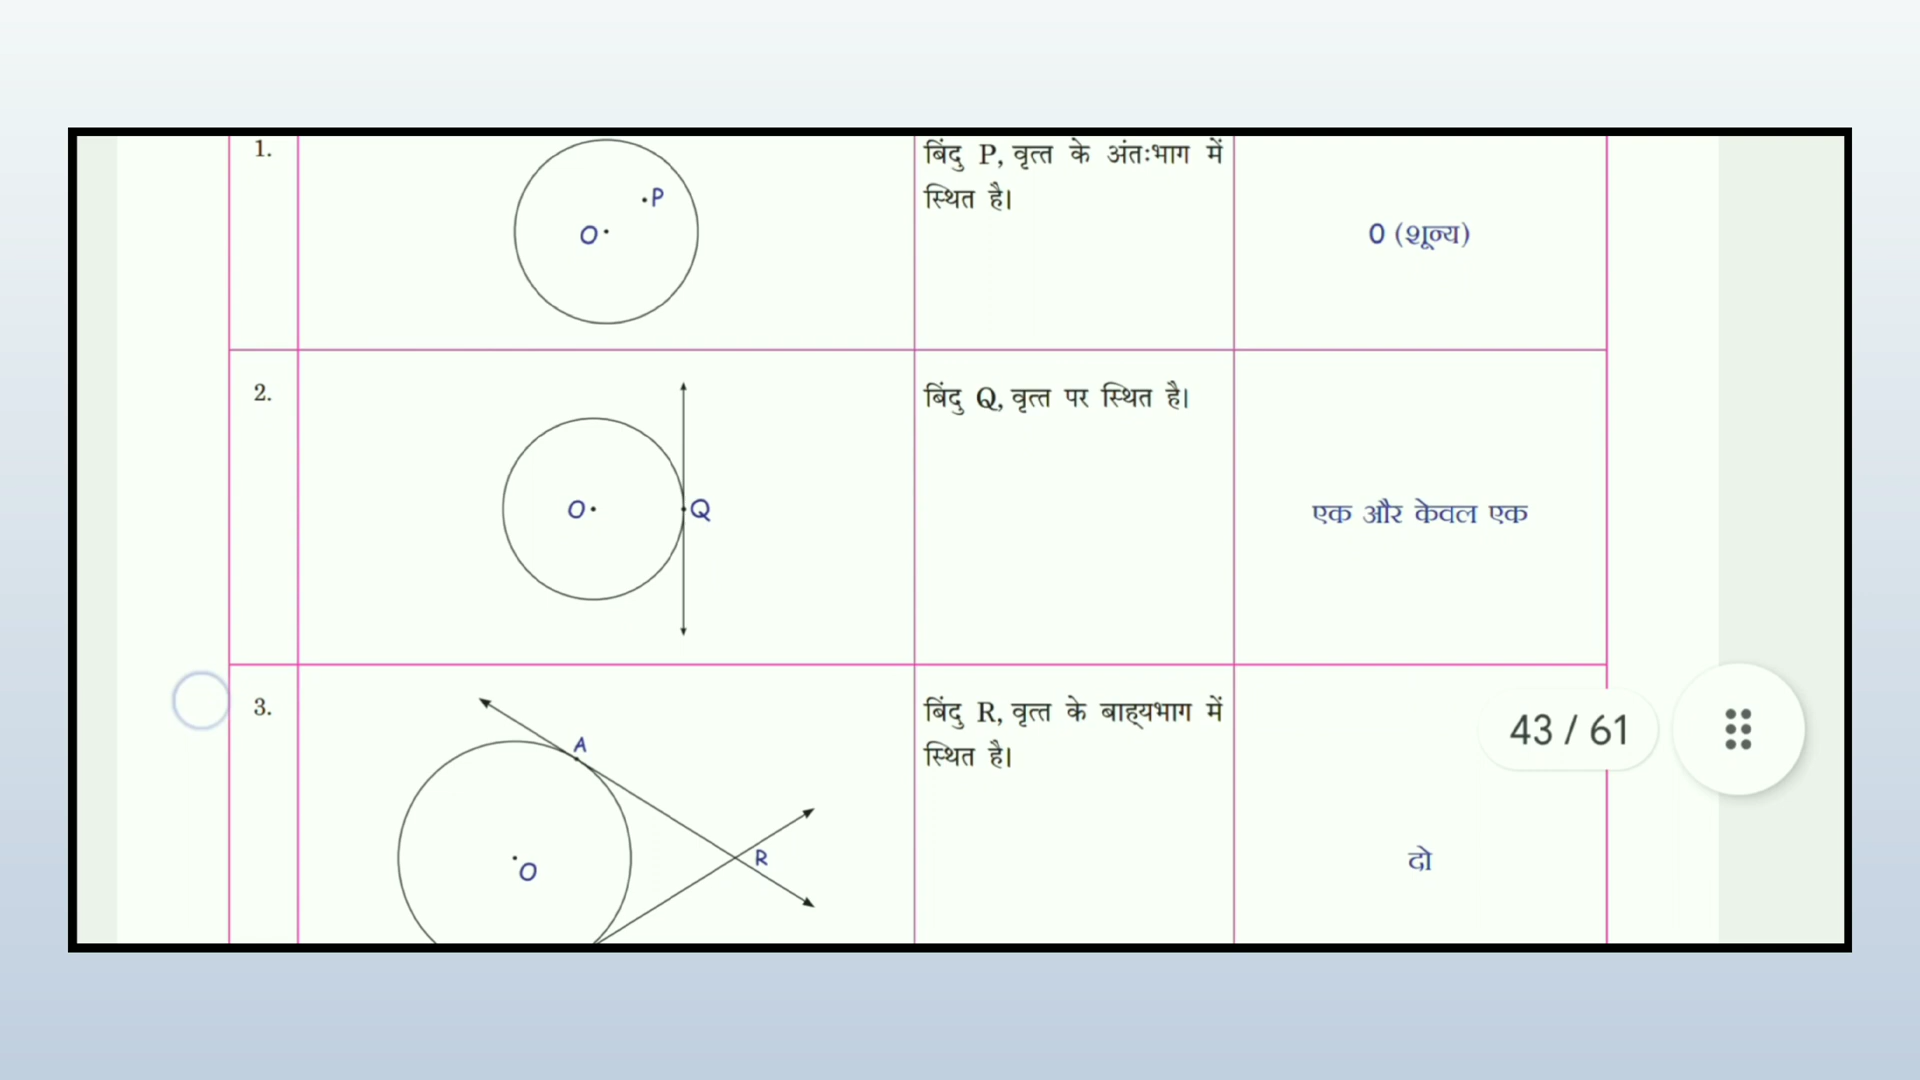 1.
P
O
बिंदु P, वृत्त के अंतःभाग में
स्थित है।
0 (शून्य)
2.
O
Q
बिंदु Q, वृत्त पर स्थित है।
एक और केवल एक
3.
A
R
O
बिंदु R, वृत्त के बाह्यभाग में
स्थित है।
दो
43 / 61